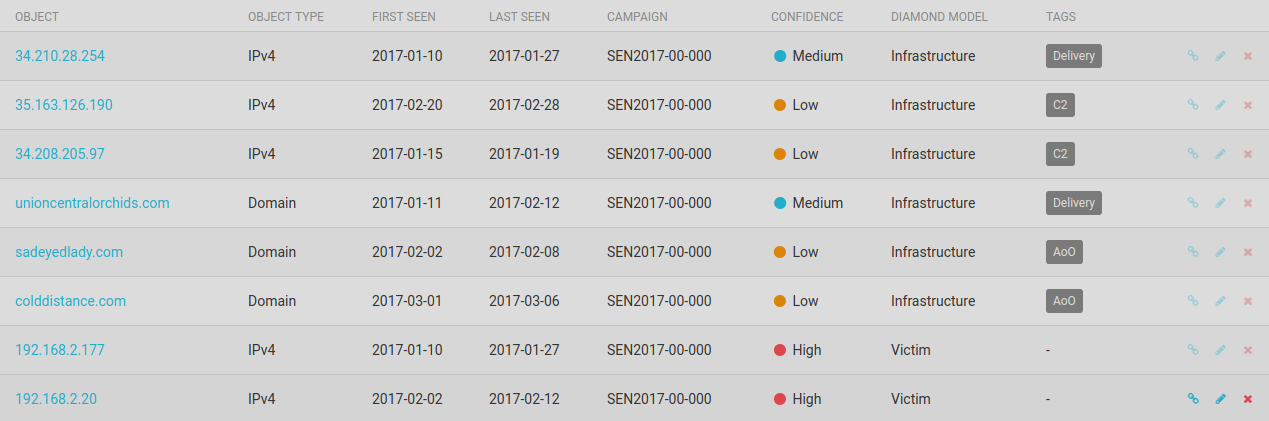 OBJECT OBJECT TYPE FIRST SEEN LAST SEEN CAMPAIGN CONFIDENCE DIAMOND MODEL TAGS
34.210.28.254 IPv4 2017-01-10 2017-01-27 SEN2017-00-000 Medium Infrastructure Delivery
35.163.126.190 IPv4 2017-02-20 2017-02-28 SEN2017-00-000 Low Infrastructure C2
34.208.205.97 IPv4 2017-01-15 2017-01-19 SEN2017-00-000 Low Infrastructure C2
unioncentralorchids.com Domain 2017-01-11 2017-02-12 SEN2017-00-000 Medium Infrastructure Delivery
sadeyedlady.com Domain 2017-02-02 2017-02-08 SEN2017-00-000 Low Infrastructure AoO
colddistance.com Domain 2017-03-01 2017-03-06 SEN2017-00-000 Low Infrastructure AoO
192.168.2.177 IPv4 2017-01-10 2017-01-27 SEN2017-00-000 High Victim -
192.168.2.20 IPv4 2017-02-02 2017-02-12 SEN2017-00-000 High Victim -